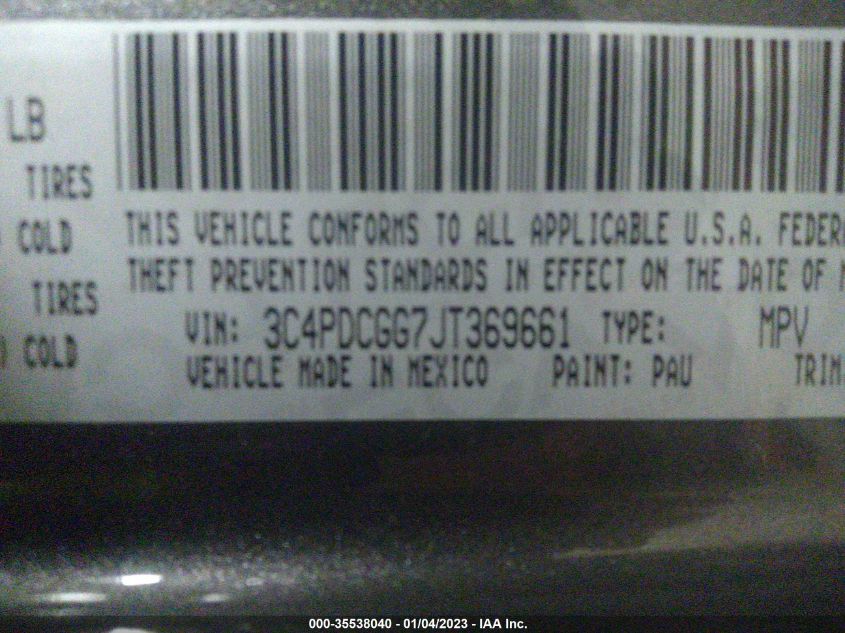 LB
TIRES
COLD
TIRES
COLD
THIS VEHICLE CONFORMS TO ALL APPLICABLE U.S.A. FEDERA
THEFT PREVENTION STANDARDS IN EFFECT ON THE DATE OF M
VIN: 3C4PDCGG7JT369661 TYPE: MPV
VEHICLE MADE IN MEXICO PAINT: PAU TRIM:
000-35538040 - 01/04/2023 - IAA Inc.